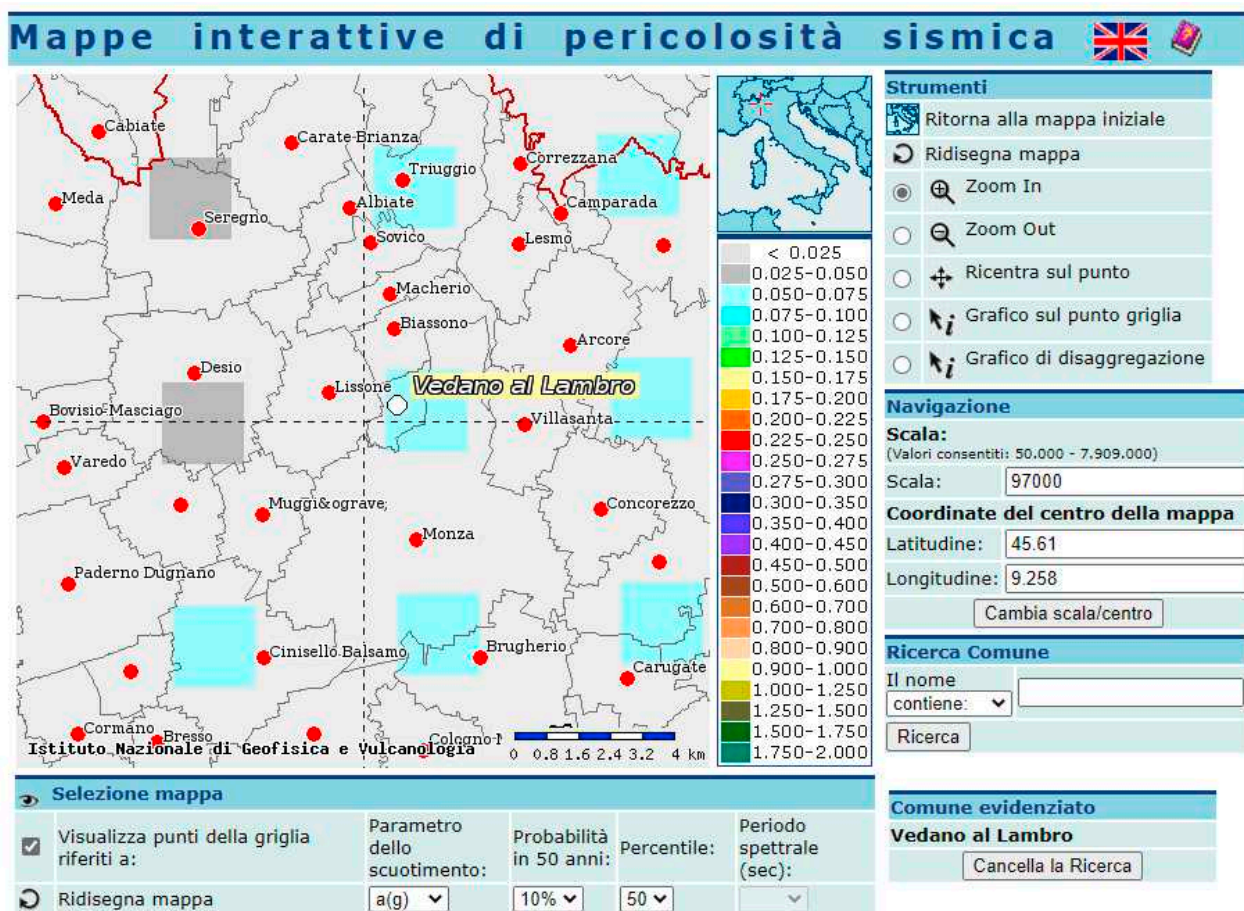 Mappe interattive di pericolosità sismica
Cabiate
Carate Brianza
Correzzana
Triuggio
Meda
Albiate
Camparada
Seregno
Sovico
Lesmo
Macherio
Biassono
Arcore
Desio
Lissone
Vedano al Lambro
Bovisio-Masciago
Villasanta
Varedo
Muggi&ograve;
Concorezzo
Monza
Paderno Dugnano
Cinisello Balsamo
Brugherio
Carugate
Cormano
Bresso
Cologno M
Istituto Nazionale di Geofisica e Vulcanologia
0 0.8 1.6 2.4 3.2 4 km
< 0.025
0.025-0.050
0.050-0.075
0.075-0.100
0.100-0.125
0.125-0.150
0.150-0.175
0.175-0.200
0.200-0.225
0.225-0.250
0.250-0.275
0.275-0.300
0.300-0.350
0.350-0.400
0.400-0.450
0.450-0.500
0.500-0.600
0.600-0.700
0.700-0.800
0.800-0.900
0.900-1.000
1.000-1.250
1.250-1.500
1.500-1.750
1.750-2.000
Strumenti
Ritorna alla mappa iniziale
Ridisegna mappa
Zoom In
Zoom Out
Ricentra sul punto
i Grafico sul punto griglia
i Grafico di disaggregazione
Navigazione
Scala:
(Valori consentiti: 50.000 - 7.909.000)
Scala: 97000
Coordinate del centro della mappa
Latitudine: 45.61
Longitudine: 9.258
Cambia scala/centro
Ricerca Comune
Il nome
contiene:
Ricerca
Selezione mappa
Visualizza punti della griglia
riferiti a:
Parametro
dello
scuotimento:
Probabilità
in 50 anni:
Percentile:
Periodo
spettrale
(sec):
Ridisegna mappa a(g) 10% 50
Comune evidenziato
Vedano al Lambro
Cancella la Ricerca